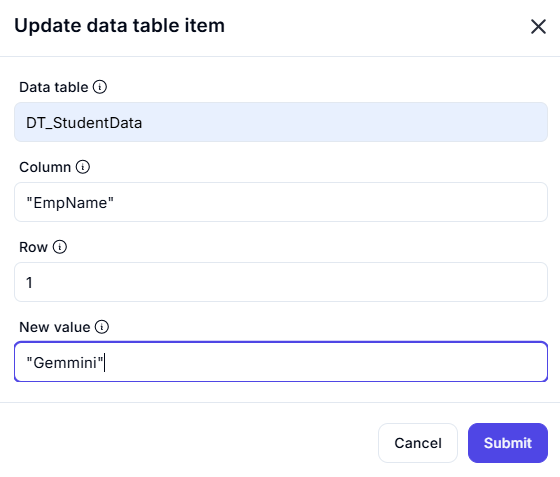 Update data table item
Data table
DT_StudentData
Column
"EmpName"
Row
1
New value
"Gemmini"
Cancel
Submit